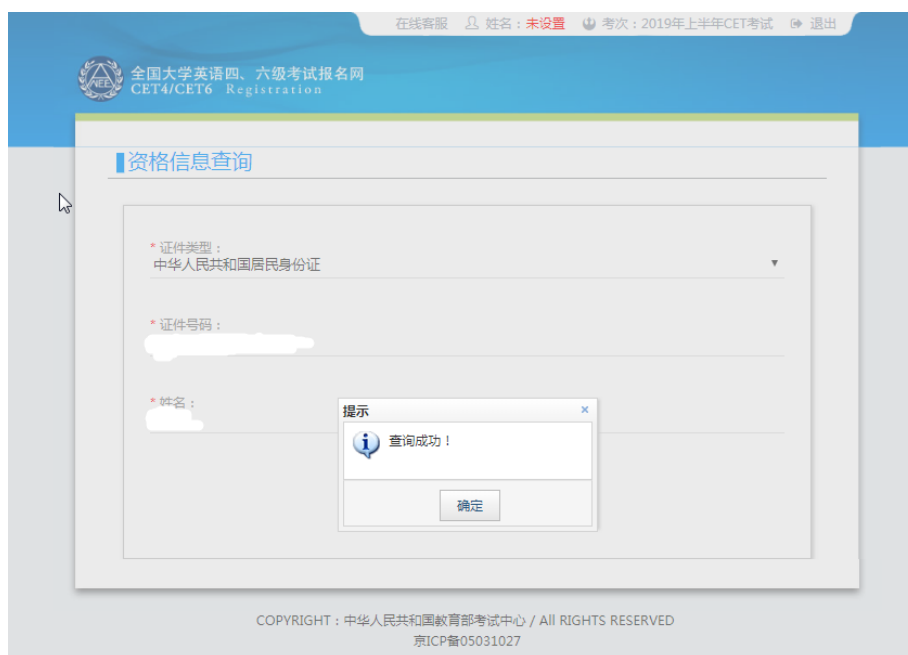 在线客服 姓名：未设置 考次：2019年上半年CET考试 退出
全国大学英语四、六级考试报名网
CET4/CET6 Registration
NEE
资格信息查询
* 证件类型：
中华人民共和国居民身份证
* 证件号码：
* 姓名：
提示
×
查询成功！
确定
COPYRIGHT：中华人民共和国教育部考试中心 / All RIGHTS RESERVED
京ICP备05031027